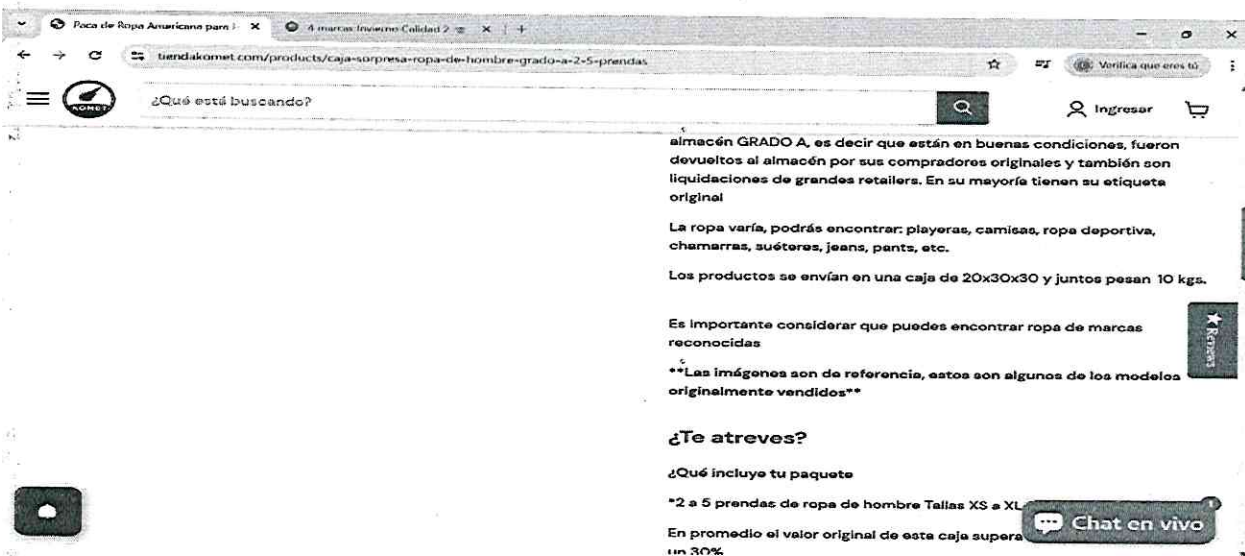 Paca de Ropa Americana para
4 marcas Invierno Calidad 2
tiendakomet.com/products/caja-sorpresa-ropa-de-hombre-grado-a-2-5-prendas
Verifica que eres tú
KOMET
¿Qué está buscando?
Ingresar
almacén GRADO A, es decir que están en buenas condiciones, fueron
devueltos al almacén por sus compradores originales y también son
liquidaciones de grandes retailers. En su mayoría tienen su etiqueta
original
La ropa varía, podrás encontrar: playeras, camisas, ropa deportiva,
chamarras, suéteres, jeans, pants, etc.
Los productos se envían en una caja de 20x30x30 y juntos pesan 10 kgs.
Es importante considerar que puedes encontrar ropa de marcas
reconocidas
★ Reviews
**Las imágenes son de referencia, estos son algunos de los modelos
originalmente vendidos**
¿Te atreves?
¿Qué incluye tu paquete
*2 a 5 prendas de ropa de hombre Tallas XS a XL
En promedio el valor original de esta caja supera
un 30%
1
Chat en vivo